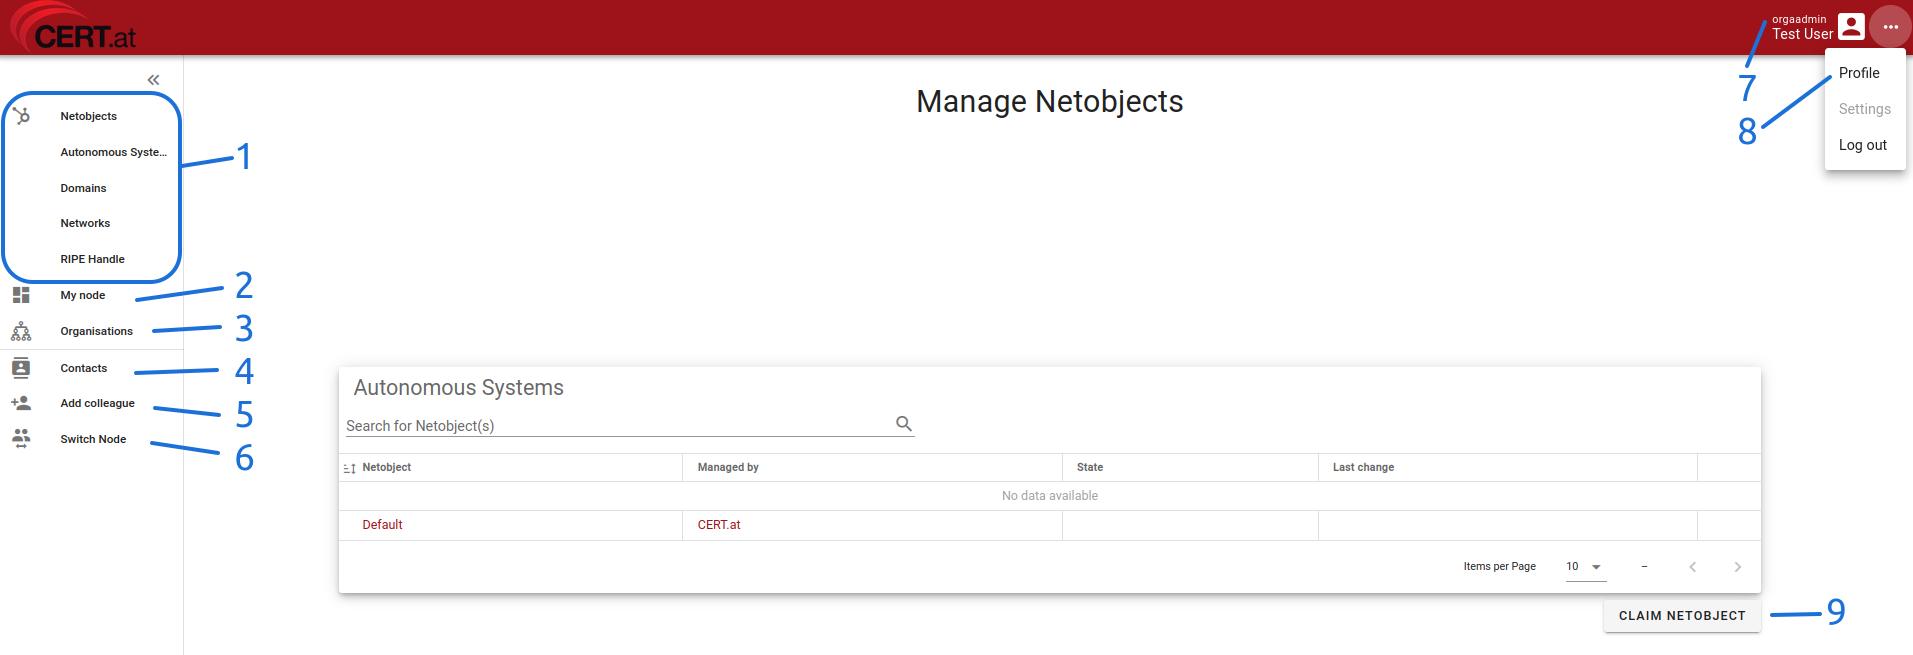 CERT.at
orgaadmin
Test User
7
8
Profile
Settings
Log out
Manage Netobjects
Netobjects
Autonomous Syste...
Domains
Networks
RIPE Handle
1
My node
2
Organisations
3
Contacts
4
Add colleague
5
Switch Node
6
Autonomous Systems
Search for Netobject(s)
Netobject Managed by State Last change
No data available
Default CERT.at
Items per Page 10 –
CLAIM NETOBJECT
9